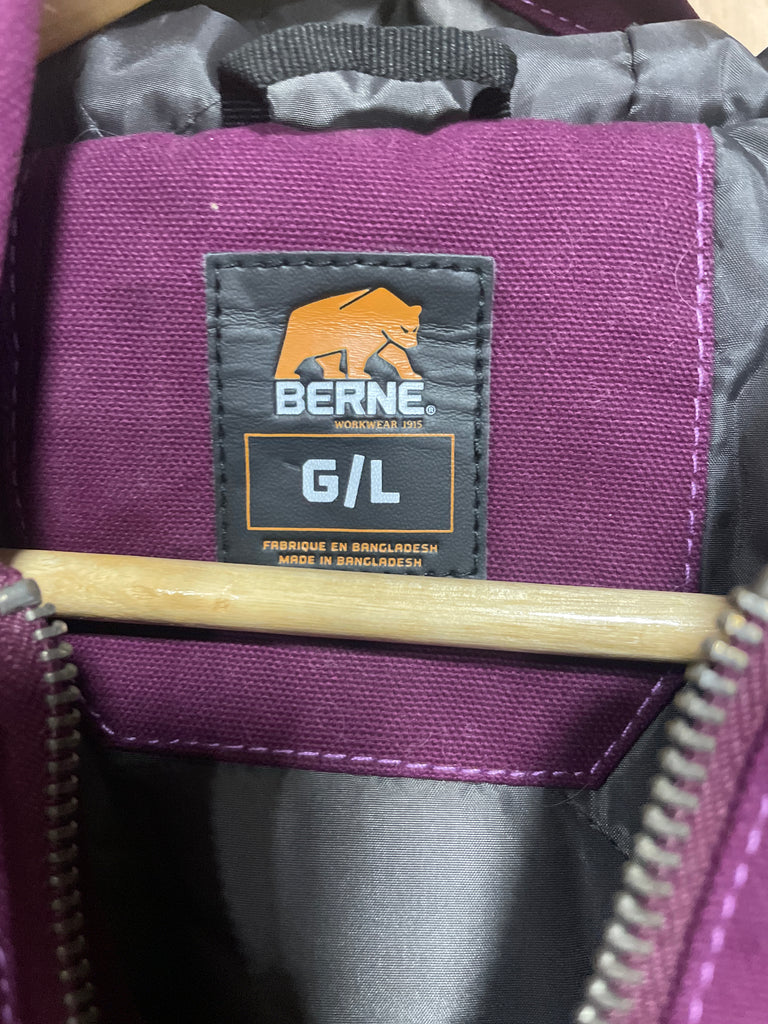 BERNE®
WORKWEAR 1915
G/L
FABRIQUE EN BANGLADESH
MADE IN BANGLADESH